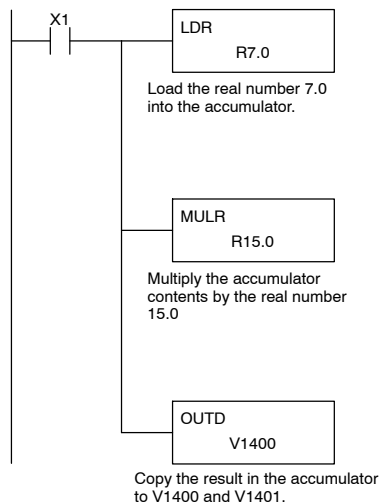 X1
LDR
R7.0
Load the real number 7.0
into the accumulator.
MULR
R15.0
Multiply the accumulator
contents by the real number
15.0
OUTD
V1400
Copy the result in the accumulator
to V1400 and V1401.